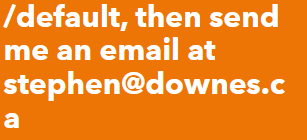 /default, then send
me an email at
stephen@downes.c
a